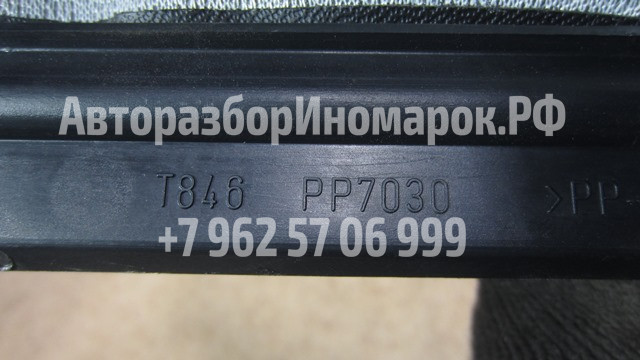 АвторазборИномарок.РФ
T846 PP7030 >PP-
+7 962 57 06 999